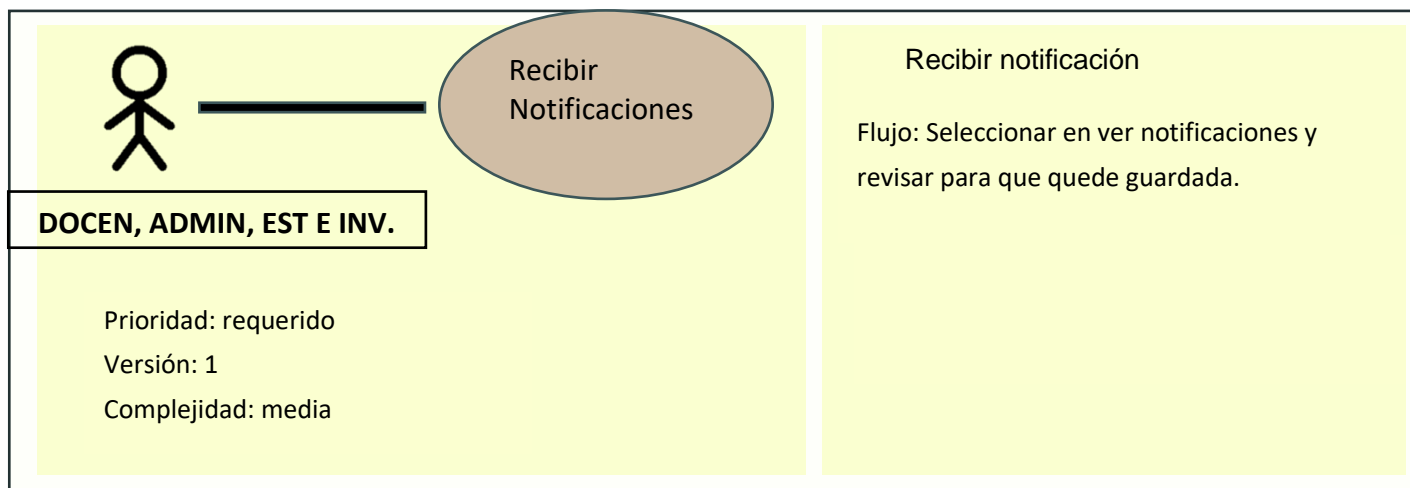 Recibir
Notificaciones
DOCEN, ADMIN, EST E INV.
Prioridad: requerido
Versión: 1
Complejidad: media
Recibir notificación
Flujo: Seleccionar en ver notificaciones y
revisar para que quede guardada.